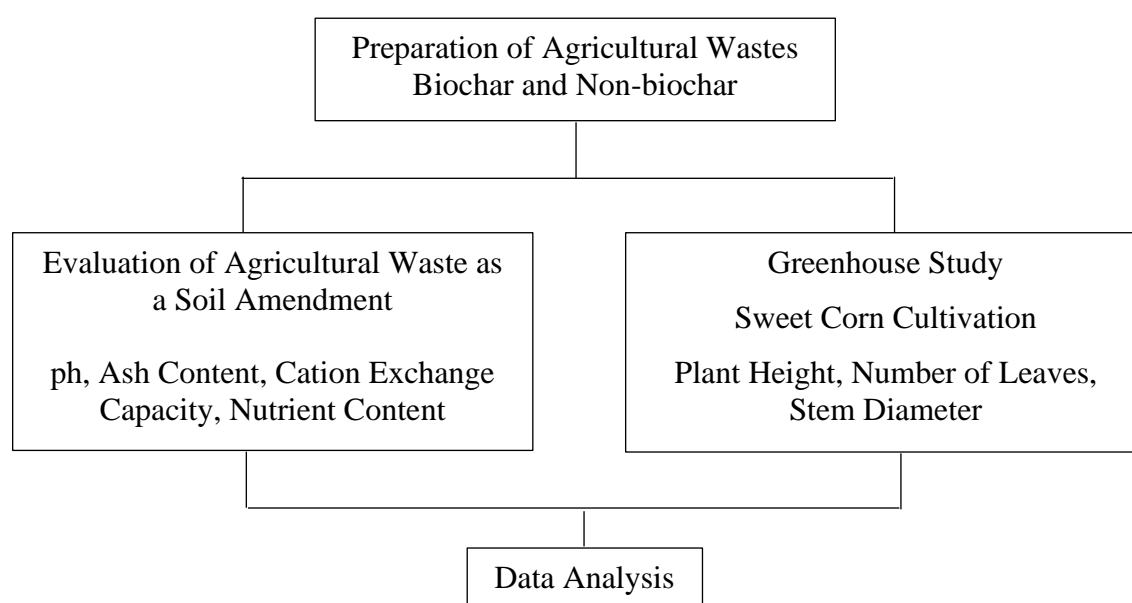 Preparation of Agricultural Wastes
Biochar and Non-biochar
Evaluation of Agricultural Waste as
a Soil Amendment
ph, Ash Content, Cation Exchange
Capacity, Nutrient Content
Greenhouse Study
Sweet Corn Cultivation
Plant Height, Number of Leaves,
Stem Diameter
Data Analysis